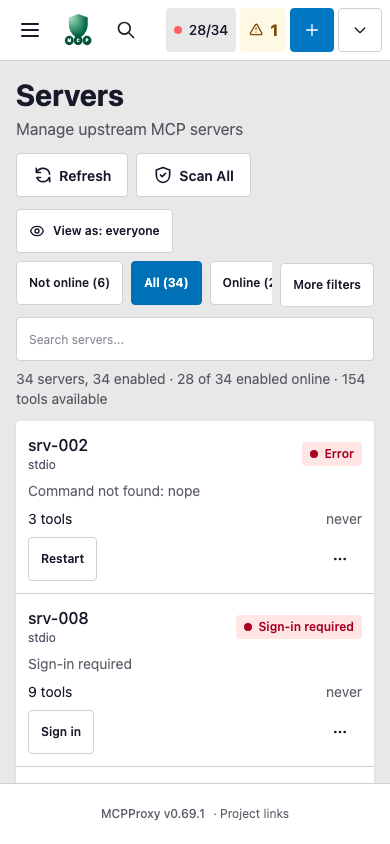 MCP
28/34
1
Servers
Manage upstream MCP servers
Refresh
Scan All
View as: everyone
Not online (6)
All (34)
Online (2
More filters
Search servers...
34 servers, 34 enabled · 28 of 34 enabled online · 154
tools available
srv-002
stdio
Error
Command not found: nope
3 tools
never
Restart
...
srv-008
stdio
Sign-in required
Sign-in required
9 tools
never
Sign in
...
MCPProxy v0.69.1 · Project links